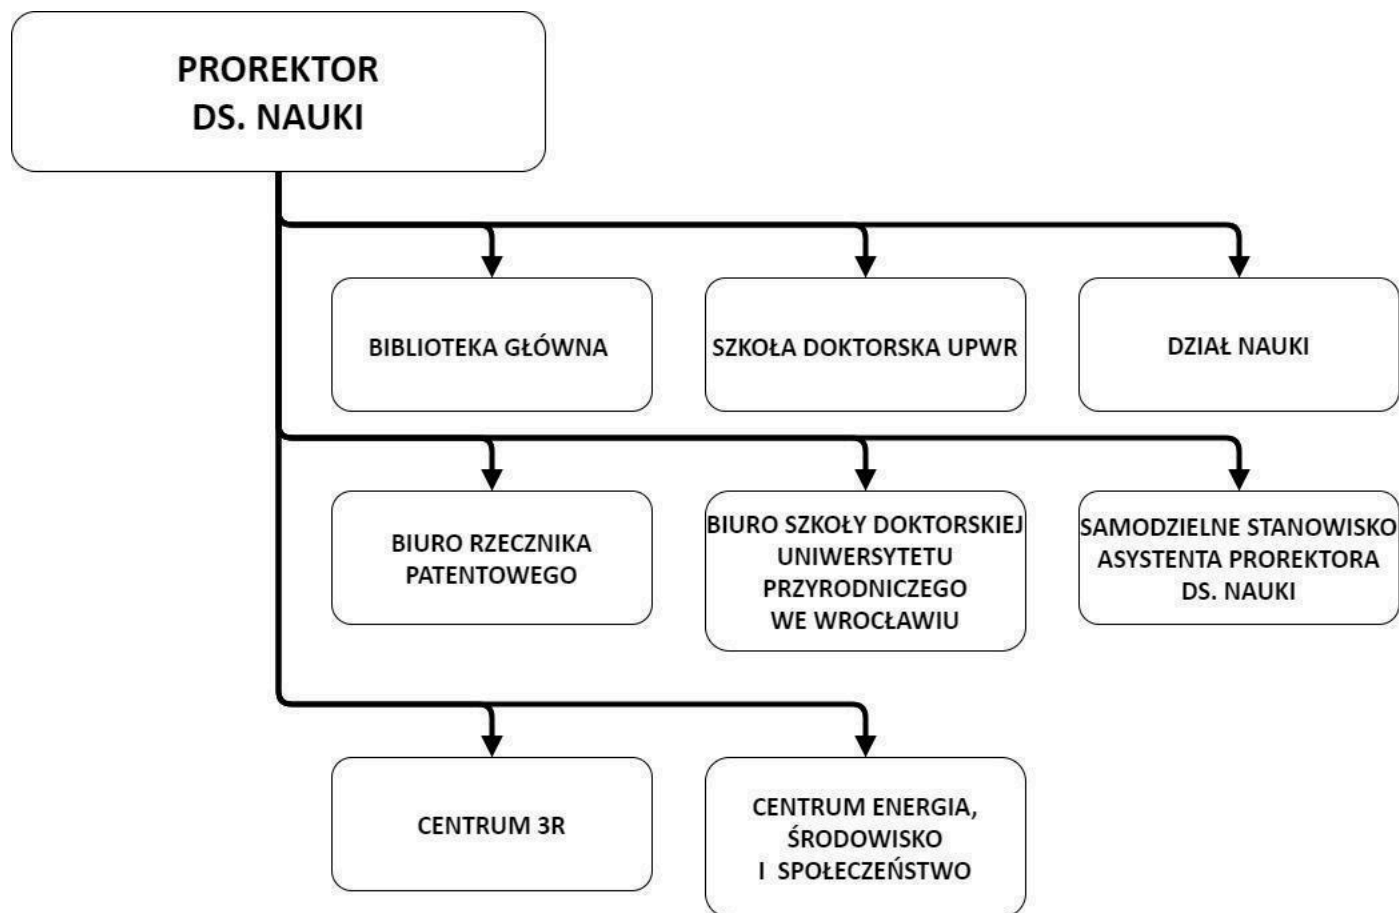 PROREKTOR
DS. NAUKI
BIBLIOTEKA GŁÓWNA
SZKOŁA DOKTORSKA UPWR
DZIAŁ NAUKI
BIURO RZECZNIKA
PATENTOWEGO
BIURO SZKOŁY DOKTORSKIEJ
UNIWERSYTETU
PRZYRODNICZEGO
WE WROCŁAWIU
SAMODZIELNE STANOWISKO
ASYSTENTA PROREKTORA
DS. NAUKI
CENTRUM 3R
CENTRUM ENERGIA,
ŚRODOWISKO
I SPOŁECZEŃSTWO